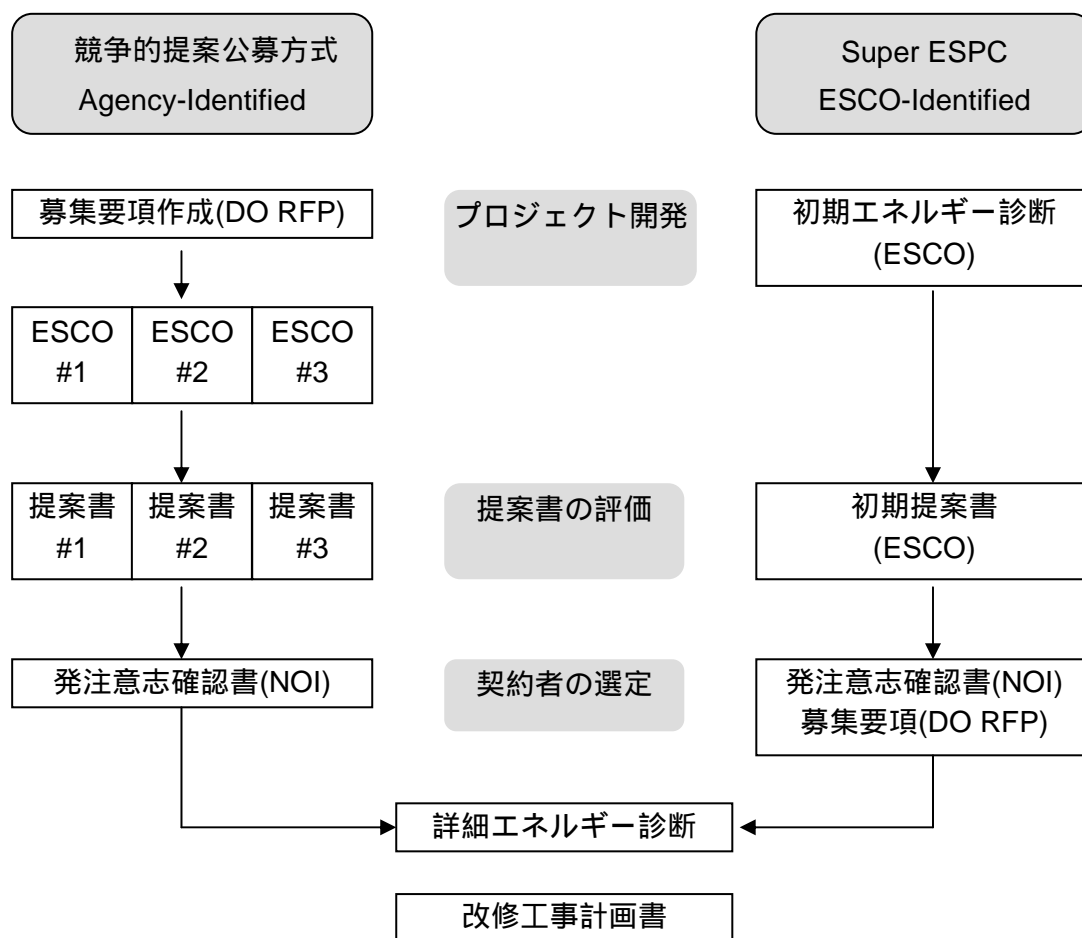 競争的提案公募方式
Agency-Identified
Super ESPC
ESCO-Identified
募集要項作成(DO RFP)
プロジェクト開発
初期エネルギー診断
(ESCO)
ESCO
#1
ESCO
#2
ESCO
#3
提案書
#1
提案書
#2
提案書
#3
提案書の評価
初期提案書
(ESCO)
発注意志確認書(NOI)
契約者の選定
発注意志確認書(NOI)
募集要項(DO RFP)
詳細エネルギー診断
改修工事計画書